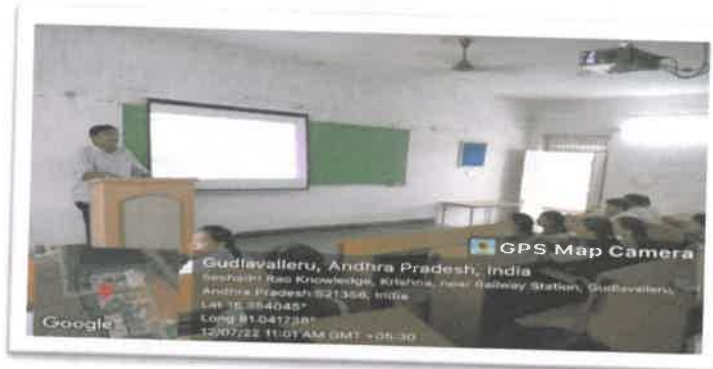 GPS Map Camera
Gudlavalleru, Andhra Pradesh, India
Seshadri Rao Knowledge, Krishna, near Railway Station, Gudlavalleru,
Andhra Pradesh 521356, India
Lat 16.354045°
Long 81.041738°
12/07/22 11:01 AM GMT +05:30
Google